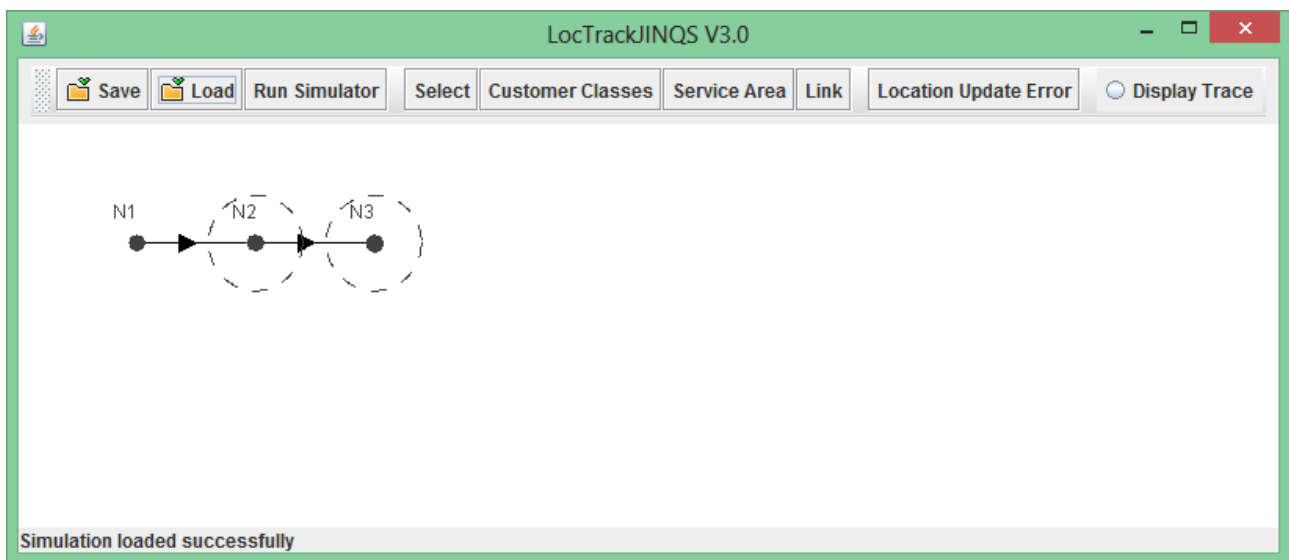 LocTrackJINQS V3.0
Save Load Run Simulator Select Customer Classes Service Area Link Location Update Error Display Trace
N1 N2 N3
Simulation loaded successfully